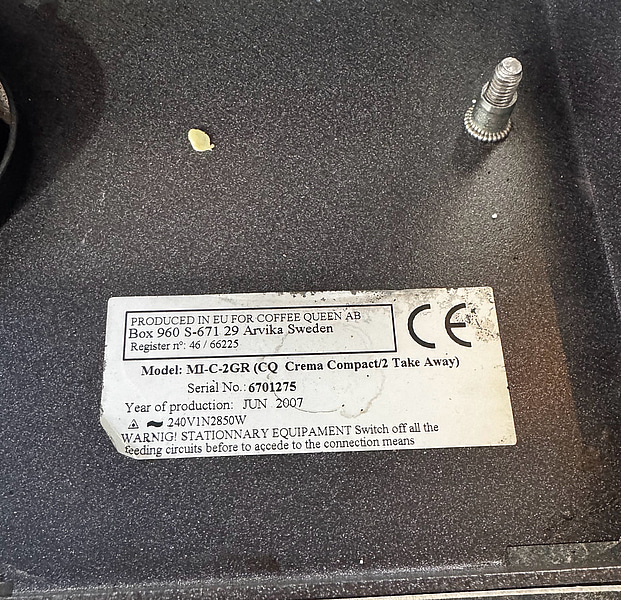 PRODUCED IN EU FOR COFFEE QUEEN AB
Box 960 S-671 29 Arvika Sweden
Register nº: 46 / 66225
CE
Model: MI-C-2GR (CQ Crema Compact/2 Take Away)
Serial No.: 6701275
Year of production: JUN 2007
240V1N2850W
WARNIG! STATIONNARY EQUIPAMENT Switch off all the
feeding circuits before to accede to the connection means